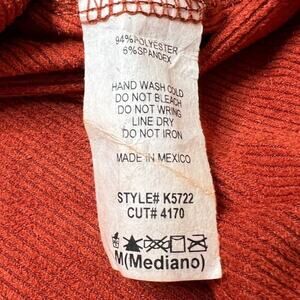 94% POLYESTER
6% SPANDEX
HAND WASH COLD
DO NOT BLEACH
DO NOT WRING
LINE DRY
DO NOT IRON
MADE IN MEXICO
STYLE# K5722
CUT# 4170
M(Mediano)